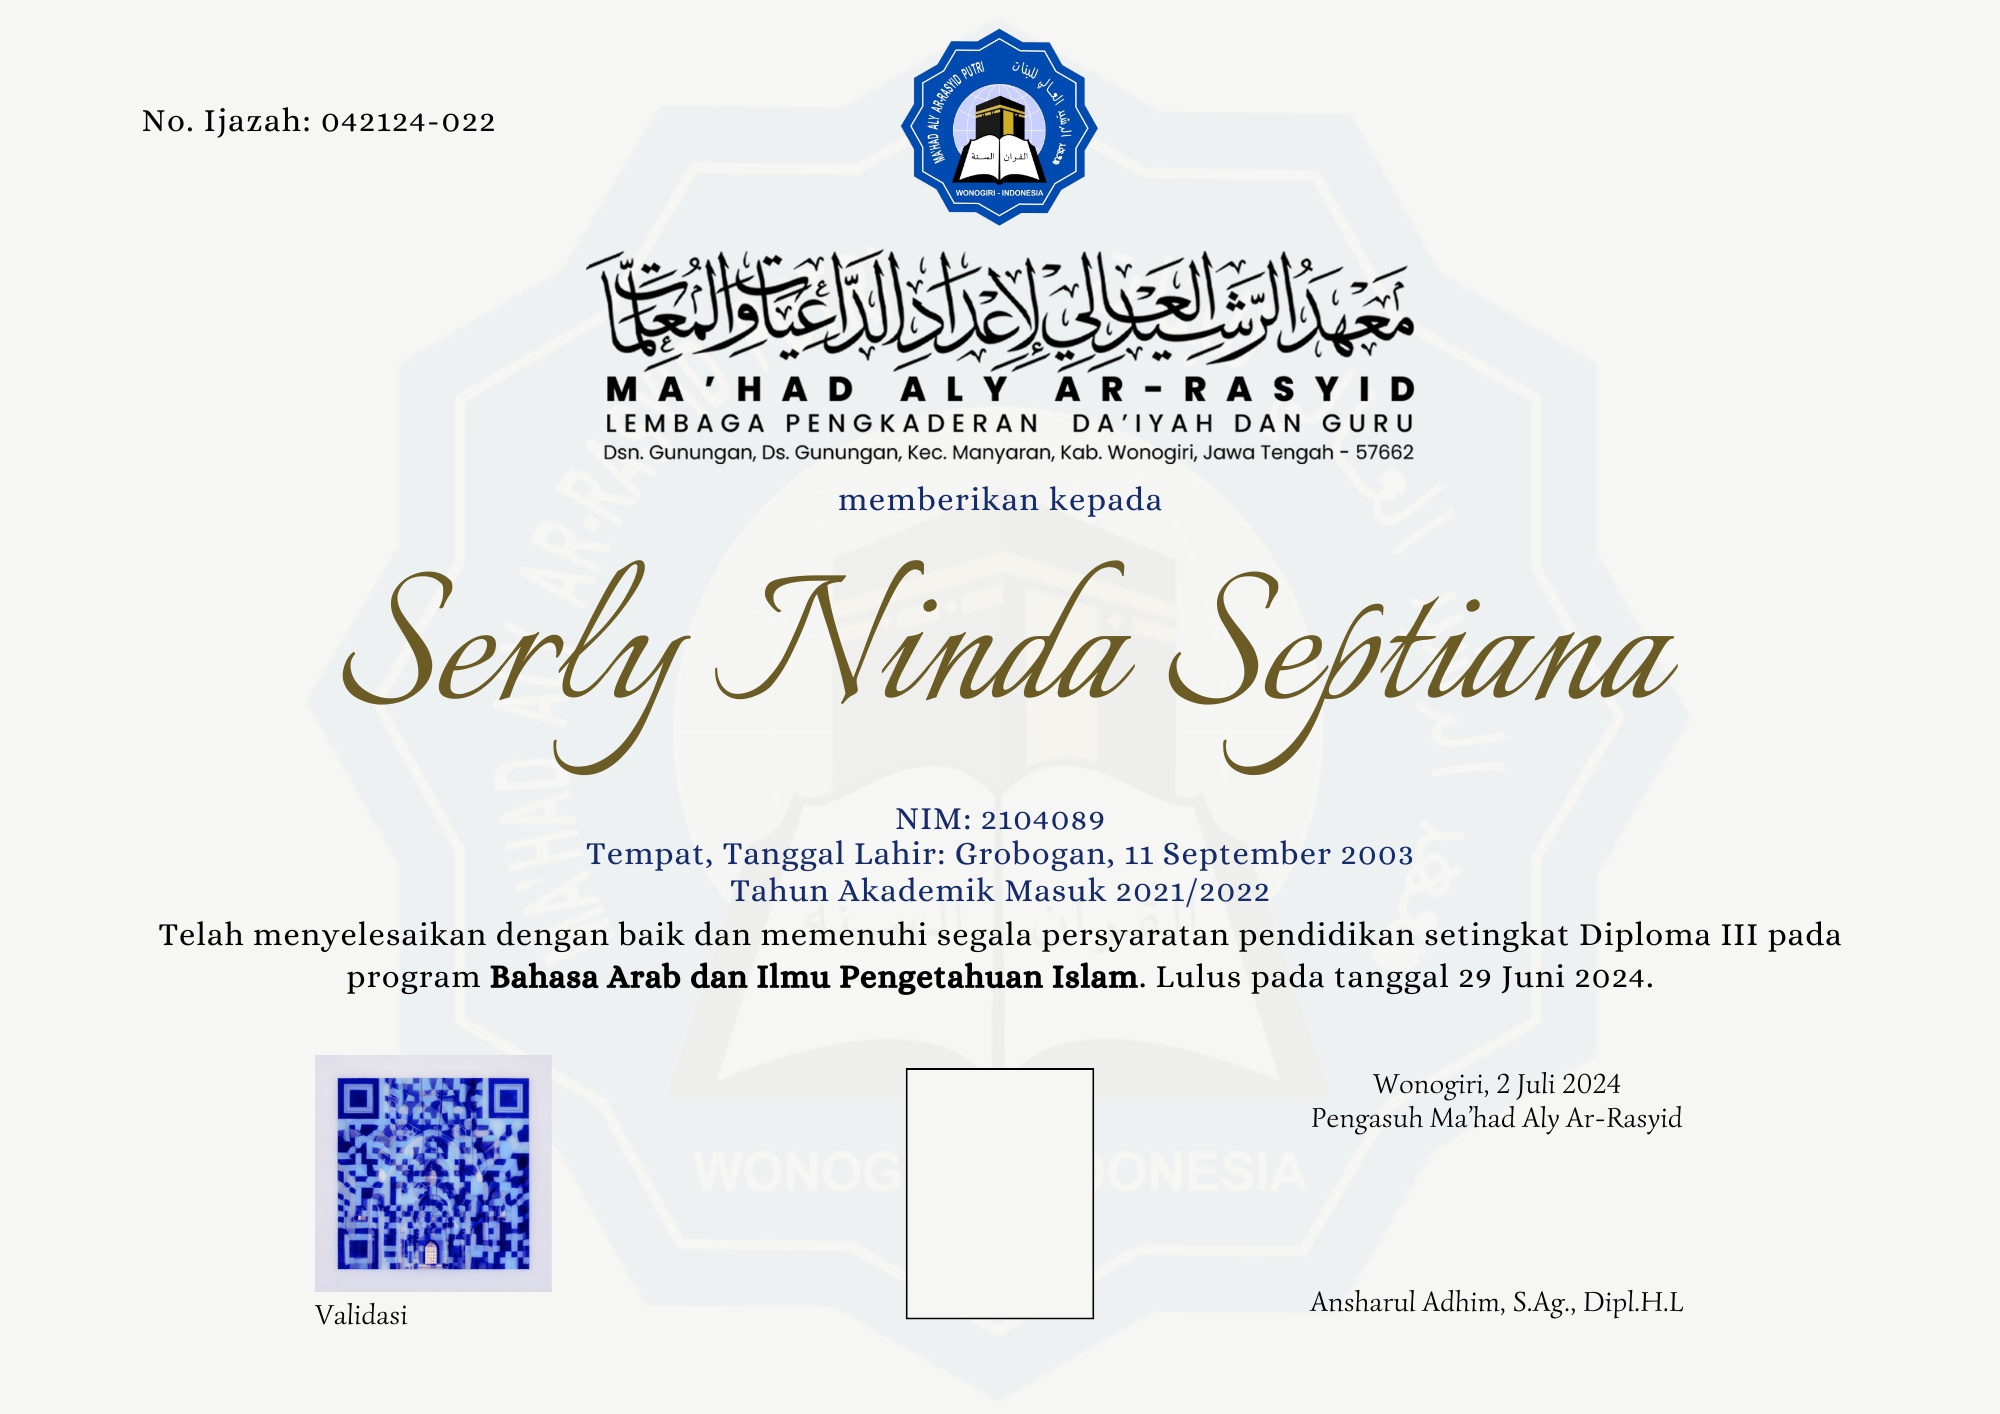 No. Ijazah: 042124-022
MA'HAD ALY AR-RASYID PUTRI
معهد الرشيد العالي للبنات
السنة القران
WONOGIRI - INDONESIA
معهد الرشيد العالي لإعداد الداعيات والمعلمات
MA'HAD ALY AR-RASYID
LEMBAGA PENGKADERAN DA'IYAH DAN GURU
Dsn. Gunungan, Ds. Gunungan, Kec. Manyaran, Kab. Wonogiri, Jawa Tengah - 57662
memberikan kepada
Serly Ninda Septiana
NIM: 2104089
Tempat, Tanggal Lahir: Grobogan, 11 September 2003
Tahun Akademik Masuk 2021/2022
Telah menyelesaikan dengan baik dan memenuhi segala persyaratan pendidikan setingkat Diploma III pada
program Bahasa Arab dan Ilmu Pengetahuan Islam. Lulus pada tanggal 29 Juni 2024.
Wonogiri, 2 Juli 2024
Pengasuh Ma'had Aly Ar-Rasyid
Ansharul Adhim, S.Ag., Dipl.H.L
Validasi